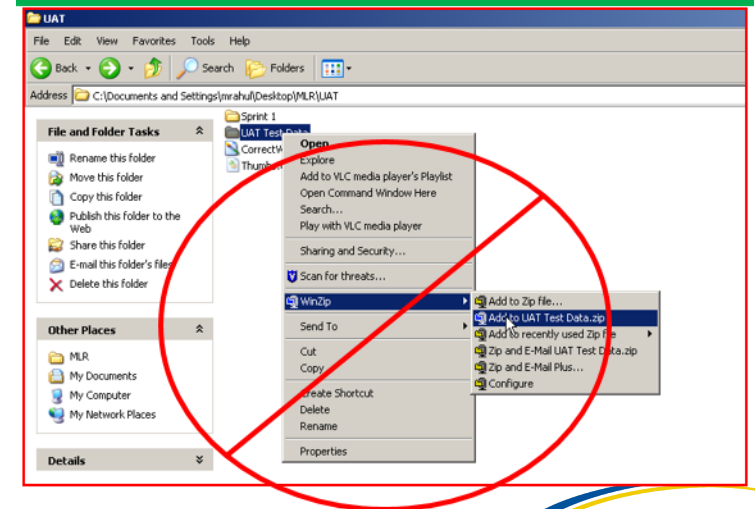 UAT
File Edit View Favorites Tools Help
Back Search Folders
Address C:\Documents and Settings\mrahul\Desktop\MLR\UAT
File and Folder Tasks
Rename this folder
Move this folder
Copy this folder
Publish this folder to the
Web
Share this folder
E-mail this folder's files
Delete this folder
Other Places
MLR
My Documents
My Computer
My Network Places
Details
Sprint 1
UAT Test Data
Open
Explore
Add to VLC media player's Playlist
Open Command Window Here
Search...
Play with VLC media player
Sharing and Security...
Scan for threats...
WinZip
Send To
Cut
Copy
Create Shortcut
Delete
Rename
Properties
Add to Zip file...
Add to UAT Test Data.zip
Add to recently used Zip file
Zip and E-Mail UAT Test Data.zip
Zip and E-Mail Plus...
Configure